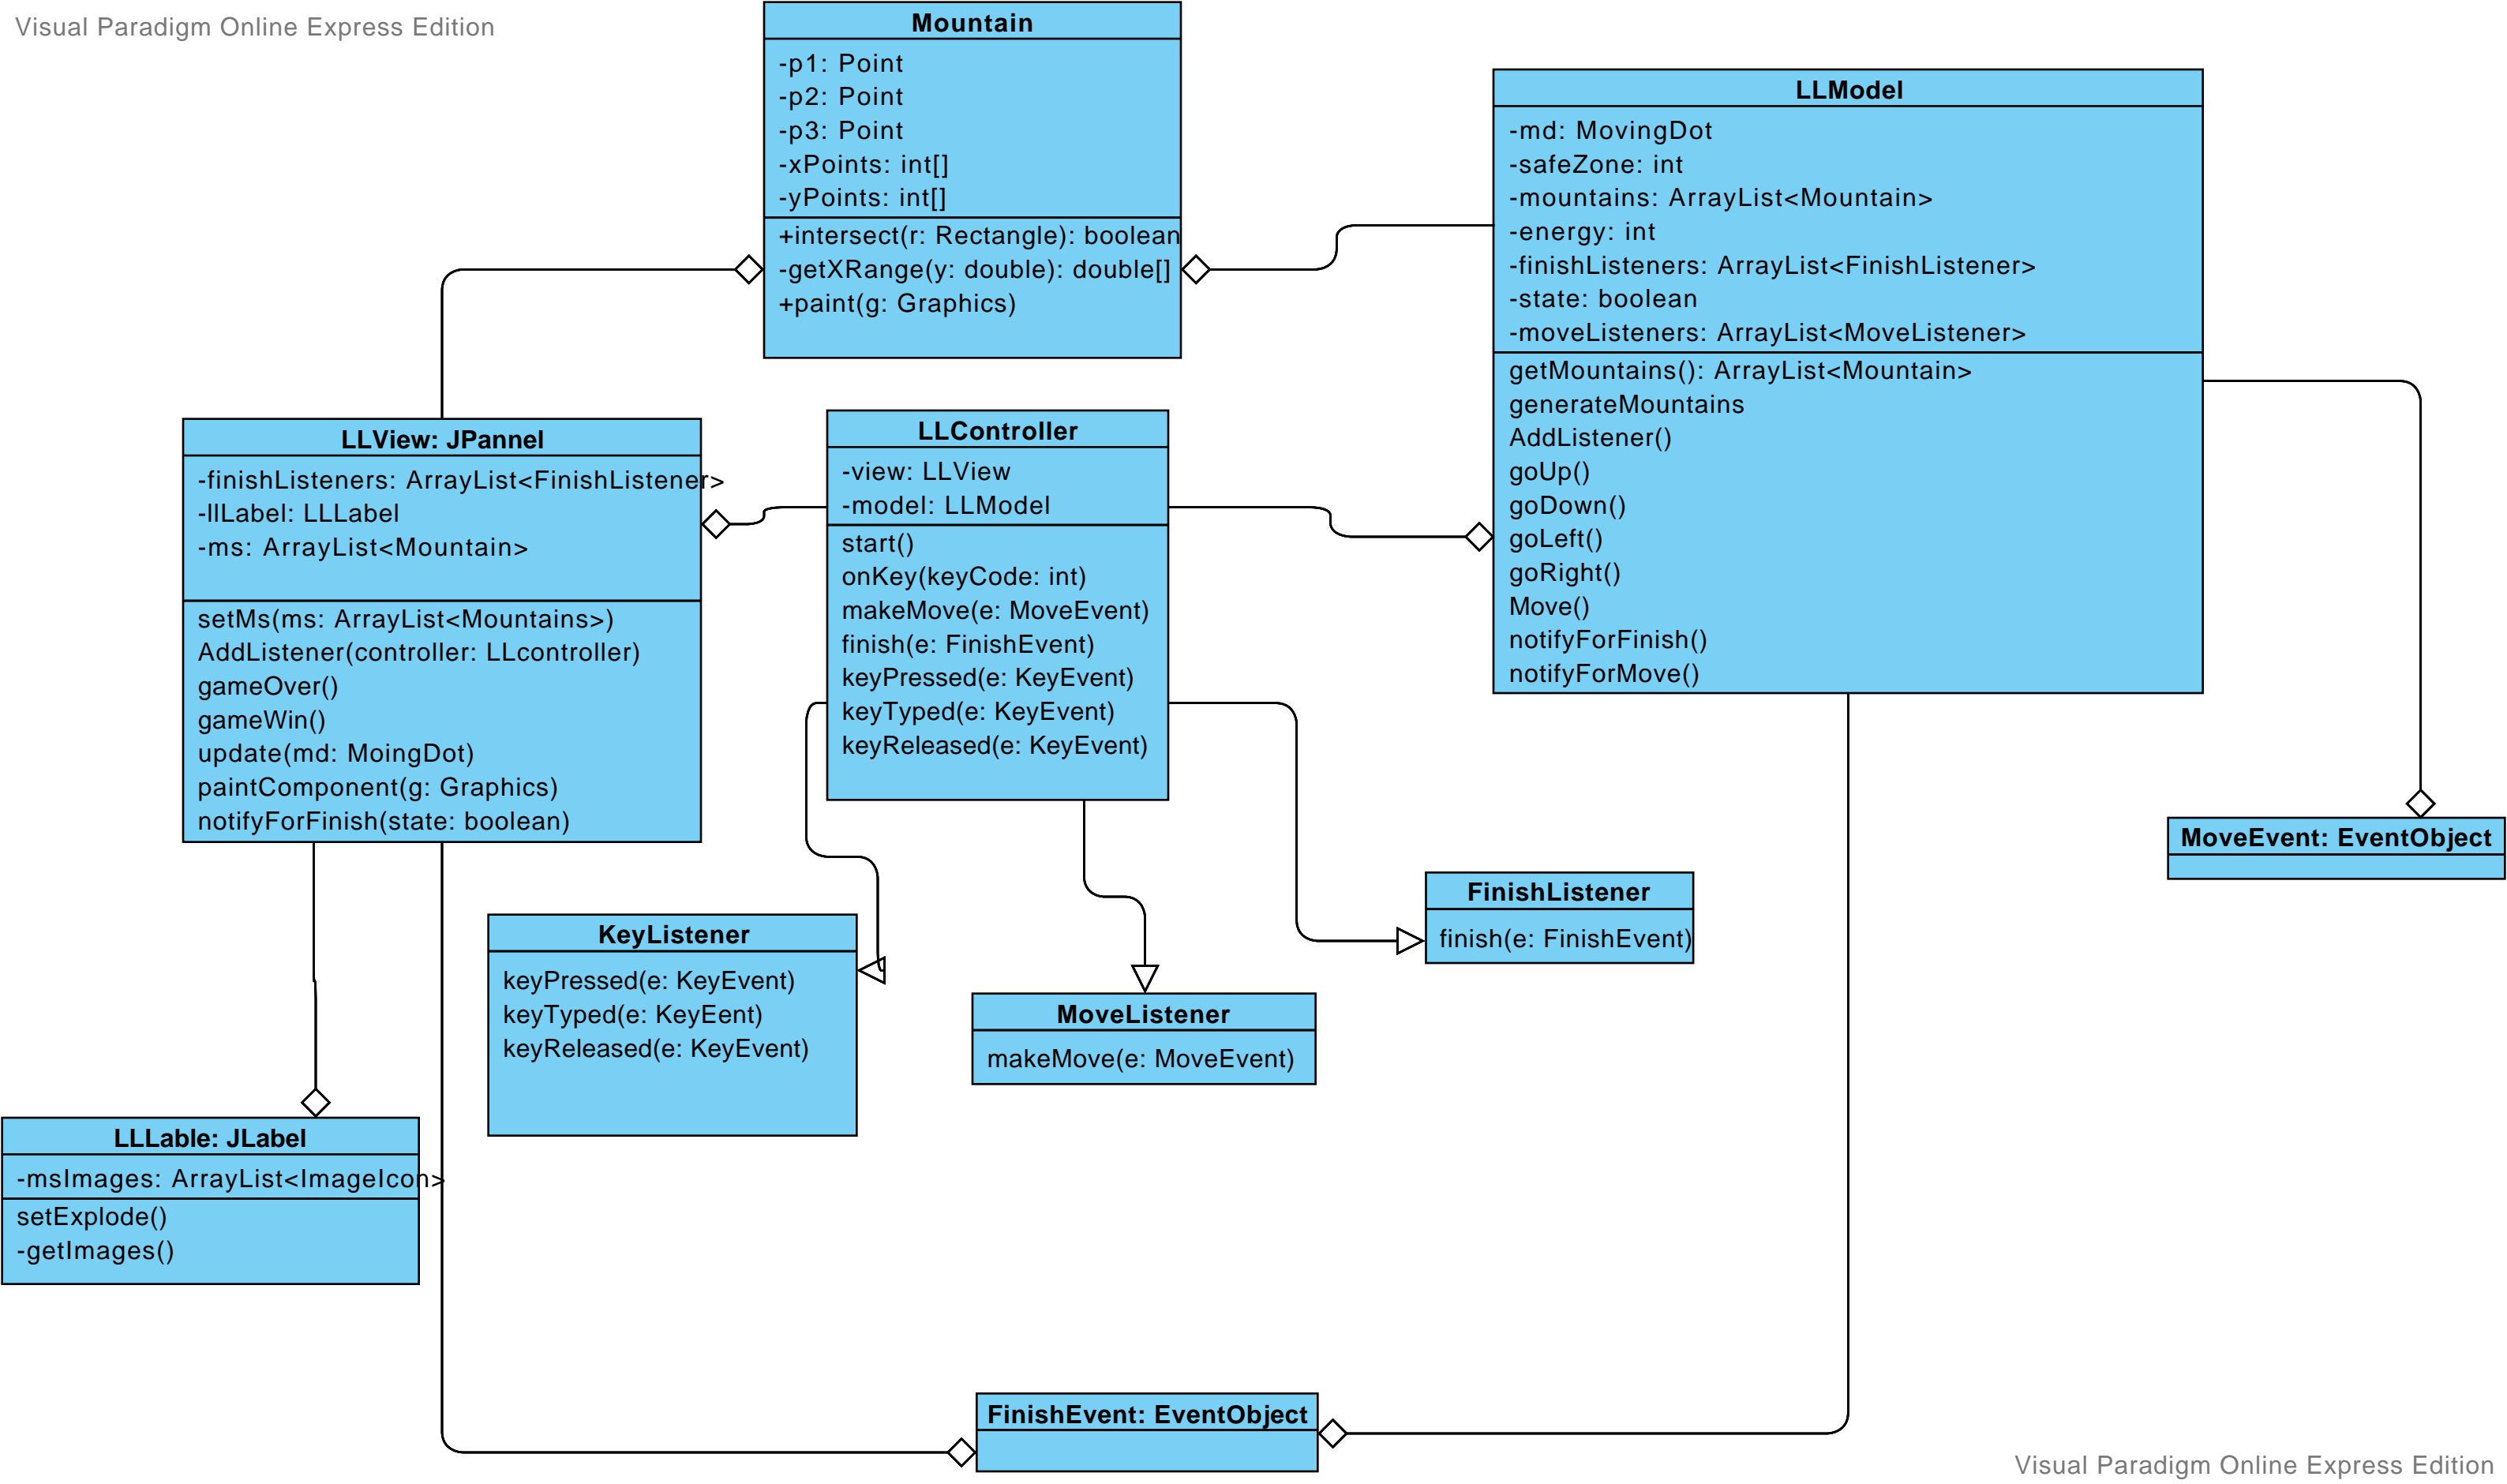 Visual Paradigm Online Express Edition
Mountain
-p1: Point
-p2: Point
-p3: Point
-xPoints: int[]
-yPoints: int[]
+intersect(r: Rectangle): boolean
-getXRange(y: double): double[]
+paint(g: Graphics)
LLModel
-md: MovingDot
-safeZone: int
-mountains: ArrayList<Mountain>
-energy: int
-finishListeners: ArrayList<FinishListener>
-state: boolean
-moveListeners: ArrayList<MoveListener>
getMountains(): ArrayList<Mountain>
generateMountains
AddListener()
goUp()
goDown()
goLeft()
goRight()
Move()
notifyForFinish()
notifyForMove()
LLView: JPannel
-finishListeners: ArrayList<FinishListener>
-llLabel: LLLabel
-ms: ArrayList<Mountain>
setMs(ms: ArrayList<Mountains>)
AddListener(controller: LLcontroller)
gameOver()
gameWin()
update(md: MoingDot)
paintComponent(g: Graphics)
notifyForFinish(state: boolean)
LLController
-view: LLView
-model: LLModel
start()
onKey(keyCode: int)
makeMove(e: MoveEvent)
finish(e: FinishEvent)
keyPressed(e: KeyEvent)
keyTyped(e: KeyEvent)
keyReleased(e: KeyEvent)
MoveEvent: EventObject
FinishListener
finish(e: FinishEvent)
KeyListener
keyPressed(e: KeyEvent)
keyTyped(e: KeyEent)
keyReleased(e: KeyEvent)
MoveListener
makeMove(e: MoveEvent)
LLLable: JLabel
-msImages: ArrayList<ImageIcon>
setExplode()
-getImages()
FinishEvent: EventObject
Visual Paradigm Online Express Edition